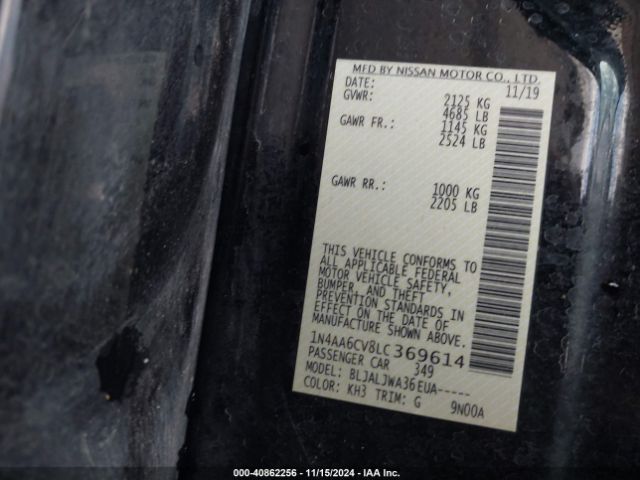 MFD BY NISSAN MOTOR CO., LTD.
DATE: 11/19
GVWR: 2125 KG
4685 LB
GAWR FR.: 1145 KG
2524 LB
GAWR RR.: 1000 KG
2205 LB
THIS VEHICLE CONFORMS TO
ALL APPLICABLE FEDERAL
MOTOR VEHICLE SAFETY,
BUMPER, AND THEFT
PREVENTION STANDARDS IN
EFFECT ON THE DATE OF
MANUFACTURE SHOWN ABOVE.
1N4AA6CV8LC369614
PASSENGER CAR 349
MODEL: BLJALJWA36EUA-----
COLOR: KH3 TRIM: G 9N00A
000-40862256 - 11/15/2024 - IAA Inc.